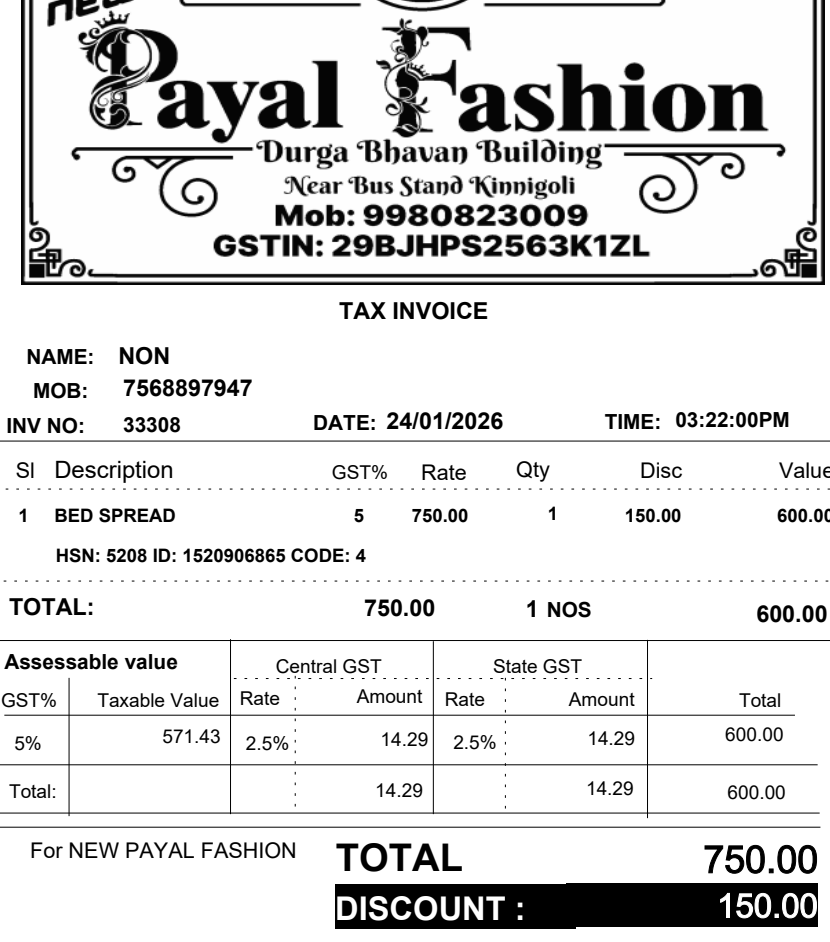 new
Payal Fashion
Durga Bhavan Building
Near Bus Stand Kinnigoli
Mob: 9980823009
GSTIN: 29BJHPS2563K1ZL
TAX INVOICE
NAME: NON
MOB: 7568897947
INV NO: 33308 DATE: 24/01/2026 TIME: 03:22:00PM
Sl Description GST% Rate Qty Disc Value
1 BED SPREAD 5 750.00 1 150.00 600.00
HSN: 5208 ID: 1520906865 CODE: 4
TOTAL: 750.00 1 NOS 600.00
Assessable value Central GST State GST
GST% Taxable Value Rate Amount Rate Amount Total
5% 571.43 2.5% 14.29 2.5% 14.29 600.00
Total: 14.29 14.29 600.00
For NEW PAYAL FASHION TOTAL 750.00
DISCOUNT : 150.00